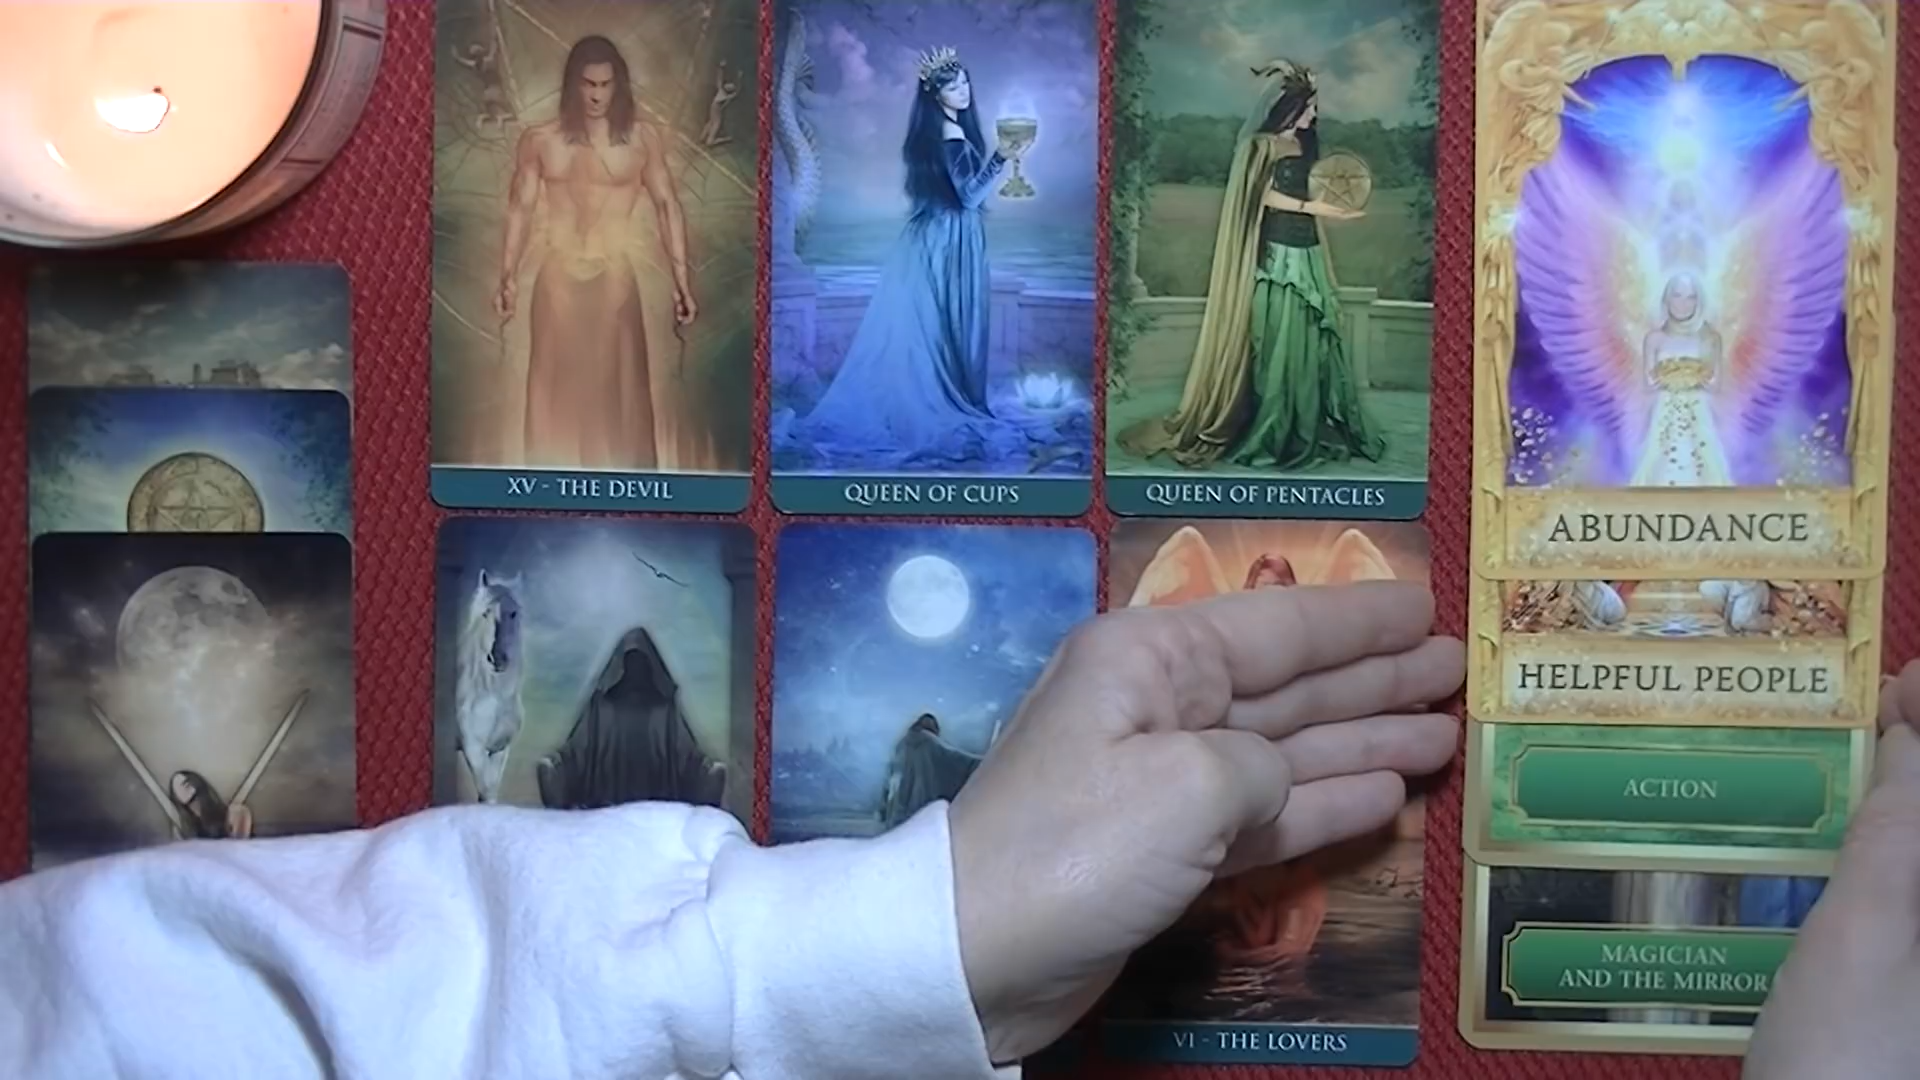 XV - THE DEVIL
QUEEN OF CUPS
QUEEN OF PENTACLES
ABUNDANCE
HELPFUL PEOPLE
ACTION
MAGICIAN
AND THE MIRROR
VI - THE LOVERS